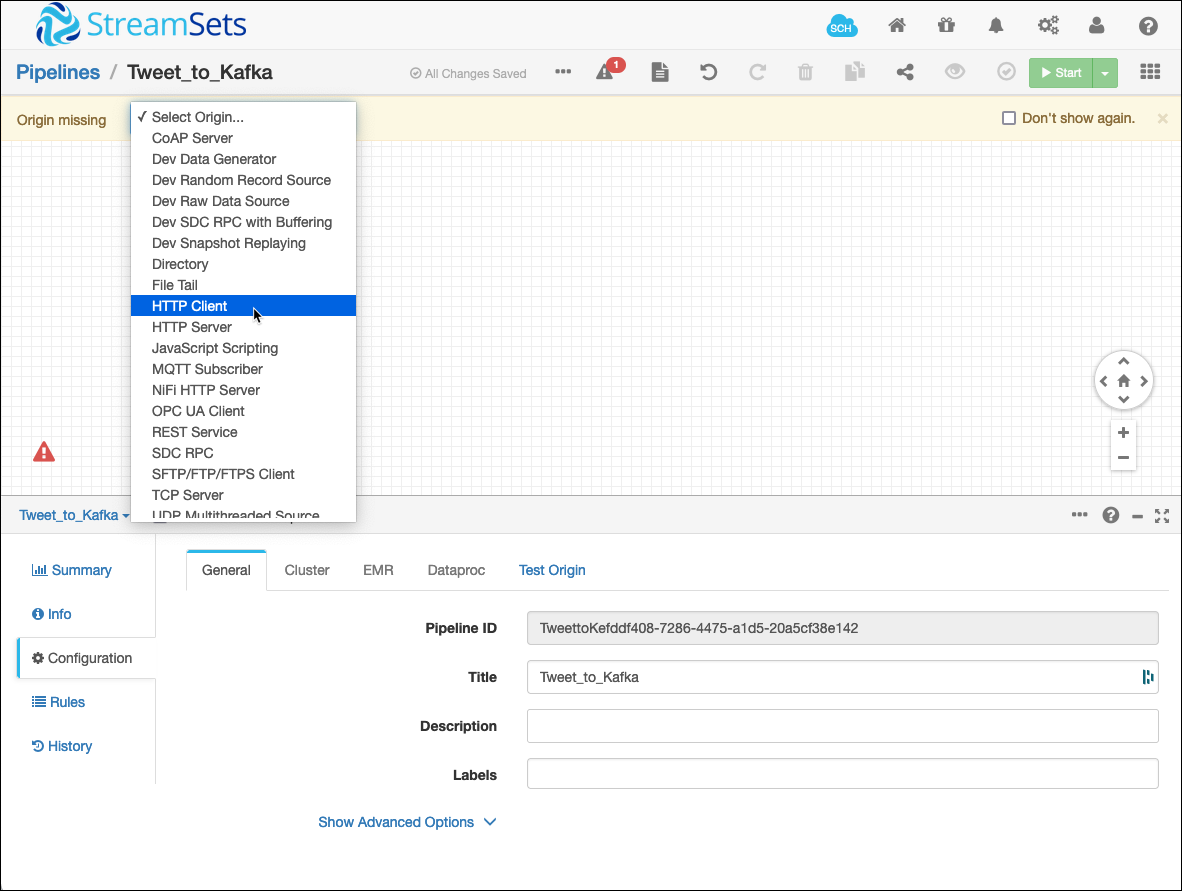 StreamSets
SCH
Pipelines / Tweet_to_Kafka
All Changes Saved
1
Start
Origin missing
Don't show again.
✓ Select Origin...
CoAP Server
Dev Data Generator
Dev Random Record Source
Dev Raw Data Source
Dev SDC RPC with Buffering
Dev Snapshot Replaying
Directory
File Tail
HTTP Client
HTTP Server
JavaScript Scripting
MQTT Subscriber
NiFi HTTP Server
OPC UA Client
REST Service
SDC RPC
SFTP/FTP/FTPS Client
TCP Server
UDP Multithreaded Source
Tweet_to_Kafka
Summary
Info
Configuration
Rules
History
General Cluster EMR Dataproc Test Origin
Pipeline ID TweettoKefddf408-7286-4475-a1d5-20a5cf38e142
Title Tweet_to_Kafka
Description
Labels
Show Advanced Options